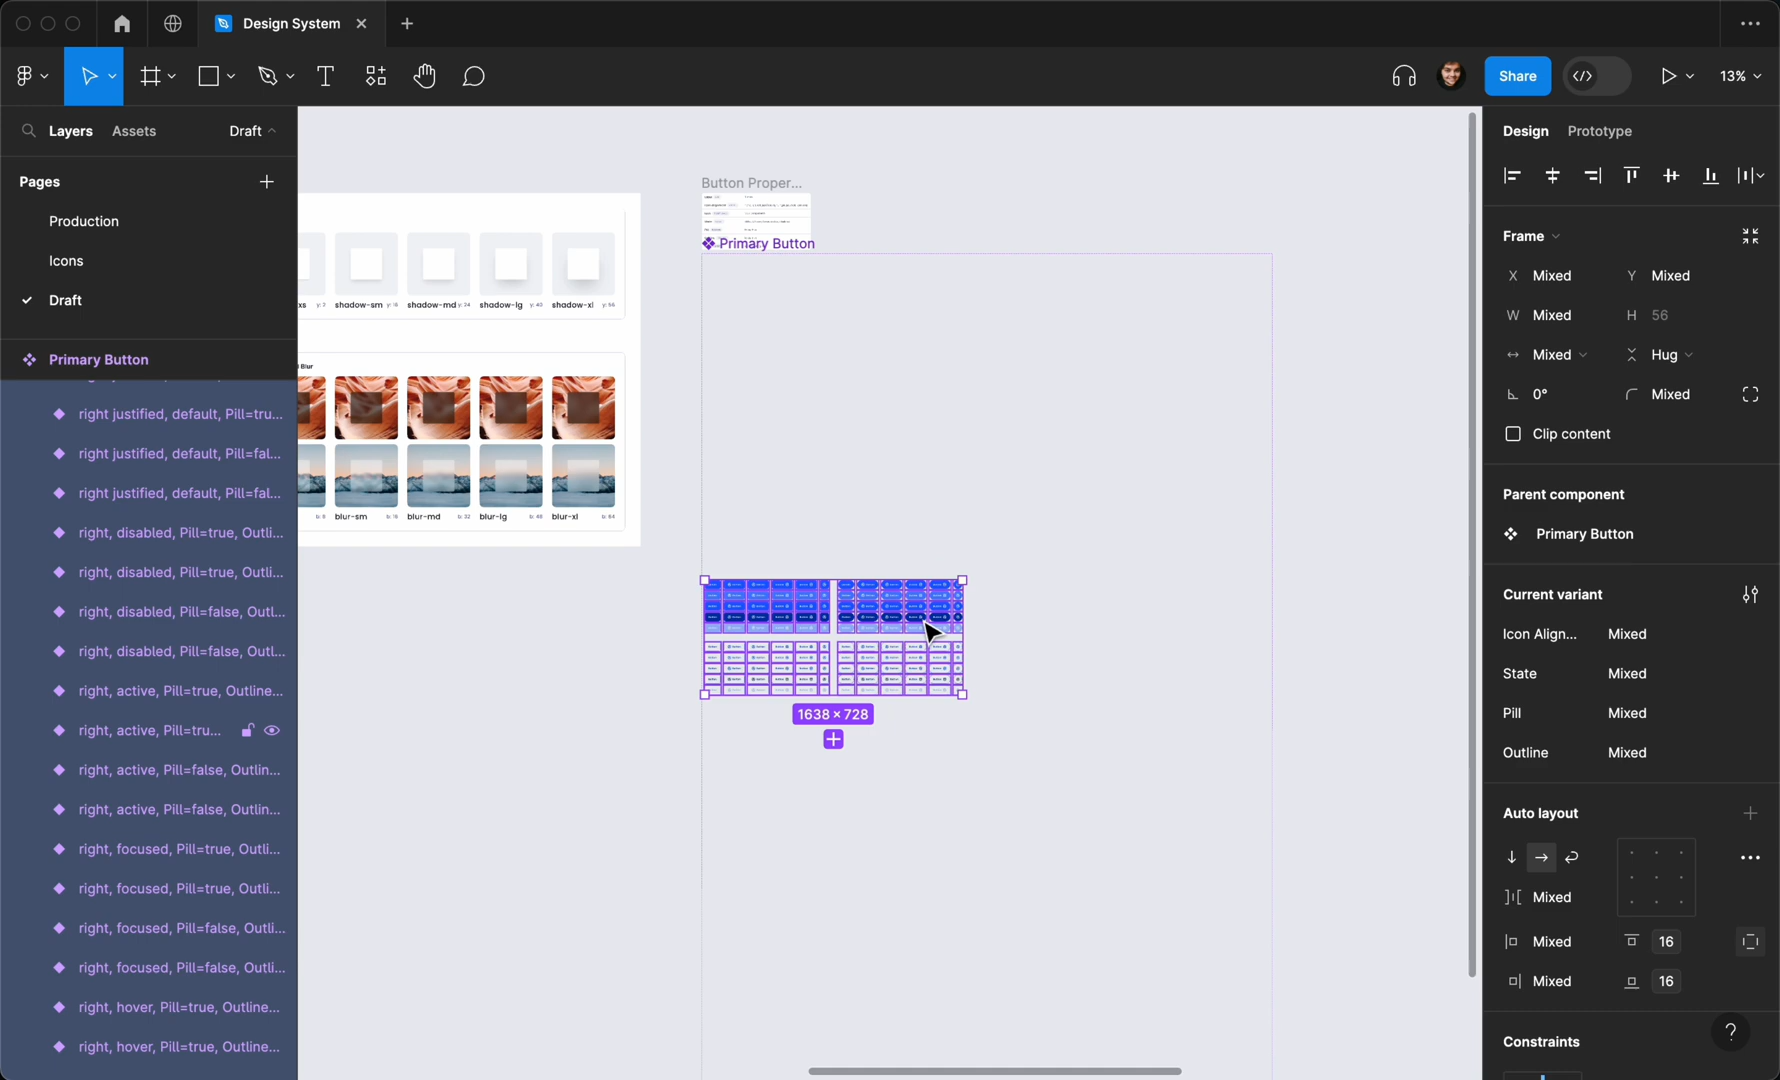 Design System
Share
13%
Layers
Assets
Draft
Pages
Production
Icons
Draft
Primary Button
right justified, default, Pill=tru...
right justified, default, Pill=fal...
right justified, default, Pill=fal...
right, disabled, Pill=true, Outli...
right, disabled, Pill=true, Outli...
right, disabled, Pill=false, Outl...
right, disabled, Pill=false, Outl...
right, active, Pill=true, Outline...
right, active, Pill=tru...
right, active, Pill=false, Outlin...
right, active, Pill=false, Outlin...
right, focused, Pill=true, Outli...
right, focused, Pill=true, Outli...
right, focused, Pill=false, Outli...
right, focused, Pill=false, Outli...
right, hover, Pill=true, Outline...
right, hover, Pill=true, Outline...
xs
shadow-sm
shadow-md
shadow-lg
shadow-xl
Blur
blur-sm
blur-md
blur-lg
blur-xl
Button Proper...
Primary Button
1638 × 728
Design
Prototype
Frame
X Mixed
Y Mixed
W Mixed
H 56
Mixed
Hug
0°
Mixed
Clip content
Parent component
Primary Button
Current variant
Icon Align... Mixed
State Mixed
Pill Mixed
Outline Mixed
Auto layout
Mixed
Mixed
16
Mixed
16
Constraints
?